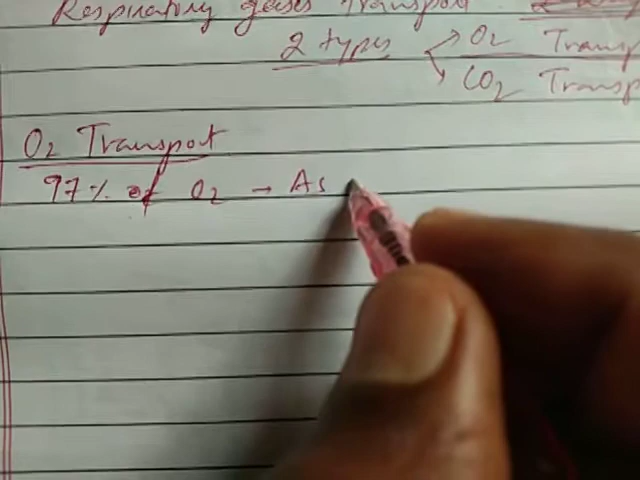 Respiratory gases Transport
2 types → O2 Transp
→ CO2 Transp
O2 Transport
97% of O2 → As